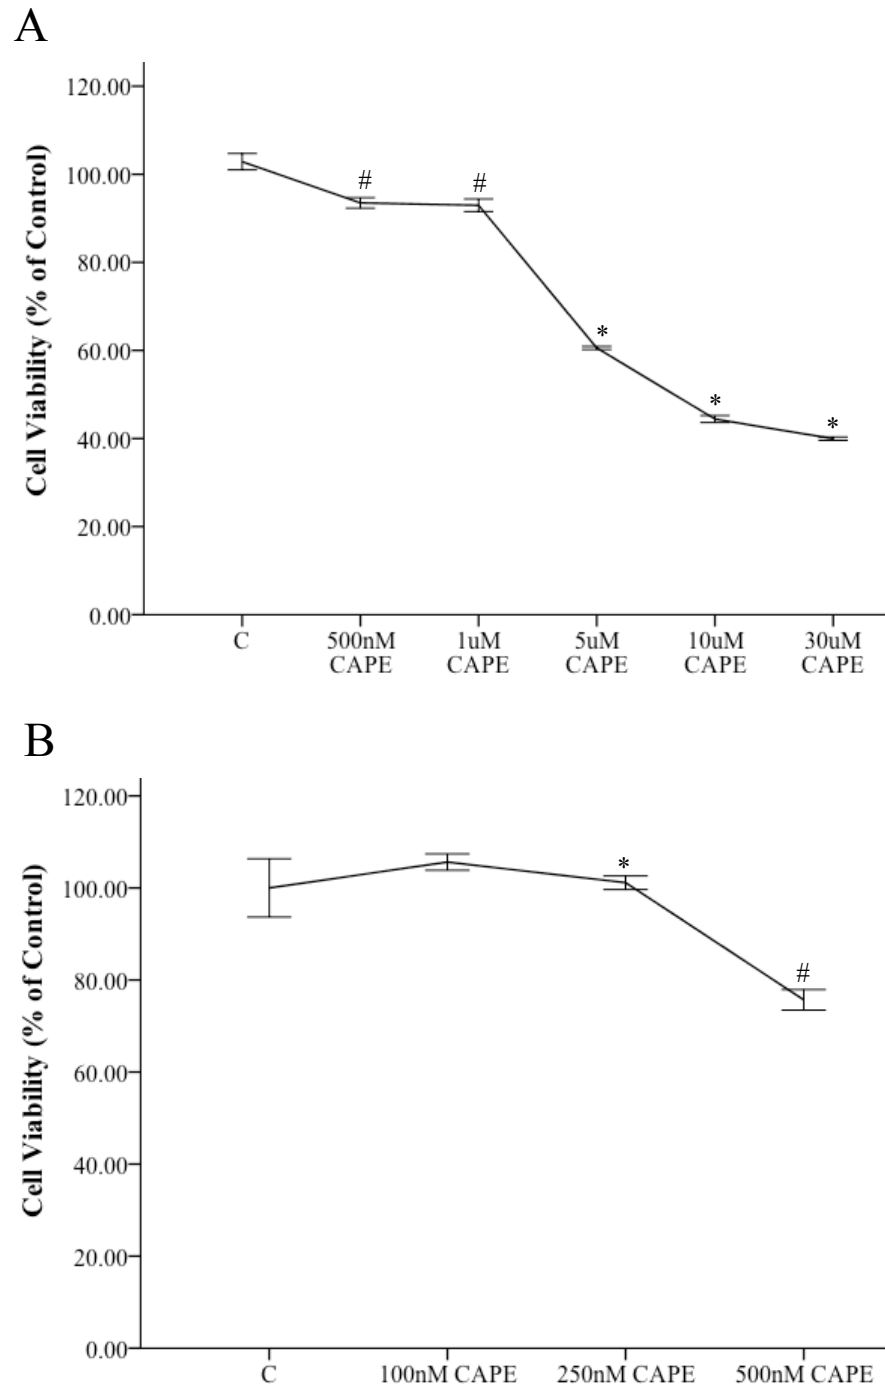 A
Cell Viability (% of Control)
120.00
100.00
80.00
60.00
40.00
20.00
0.00
#
#
*
*
*
C
500nM
CAPE
1uM
CAPE
5uM
CAPE
10uM
CAPE
30uM
CAPE
B
Cell Viability (% of Control)
120.00
100.00
80.00
60.00
40.00
20.00
0.00
*
#
C
100nM CAPE
250nM CAPE
500nM CAPE